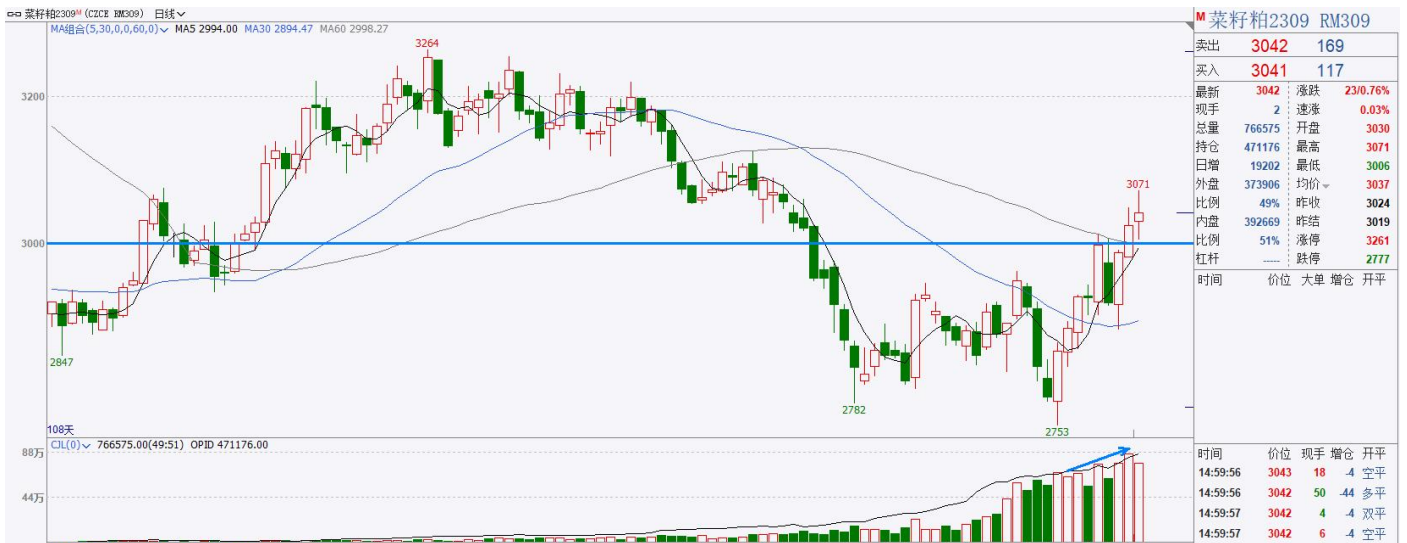 菜籽粕2309ᴹ (CZCE RM309) 日线
MA组合(5,30,0,0,60,0) MA5 2994.00 MA30 2894.47 MA60 2998.27
3264
3200
3071
3000
2847
2782
2753
108天
CJL(0) 766575.00(49:51) OPID 471176.00
88万
44万
M 菜籽粕2309 RM309
卖出 3042 169
买入 3041 117
最新 3042 涨跌 23/0.76%
现手 2 速涨 0.03%
总量 766575 开盘 3030
持仓 471176 最高 3071
日增 19202 最低 3006
外盘 373906 均价 3037
比例 49% 昨收 3024
内盘 392669 昨结 3019
比例 51% 涨停 3261
杠杆 ----- 跌停 2777
时间 价位 大单 增仓 开平
时间 价位 现手 增仓 开平
14:59:56 3043 18 -4 空平
14:59:56 3042 50 -44 多平
14:59:57 3042 4 -4 双平
14:59:57 3042 6 -4 空平